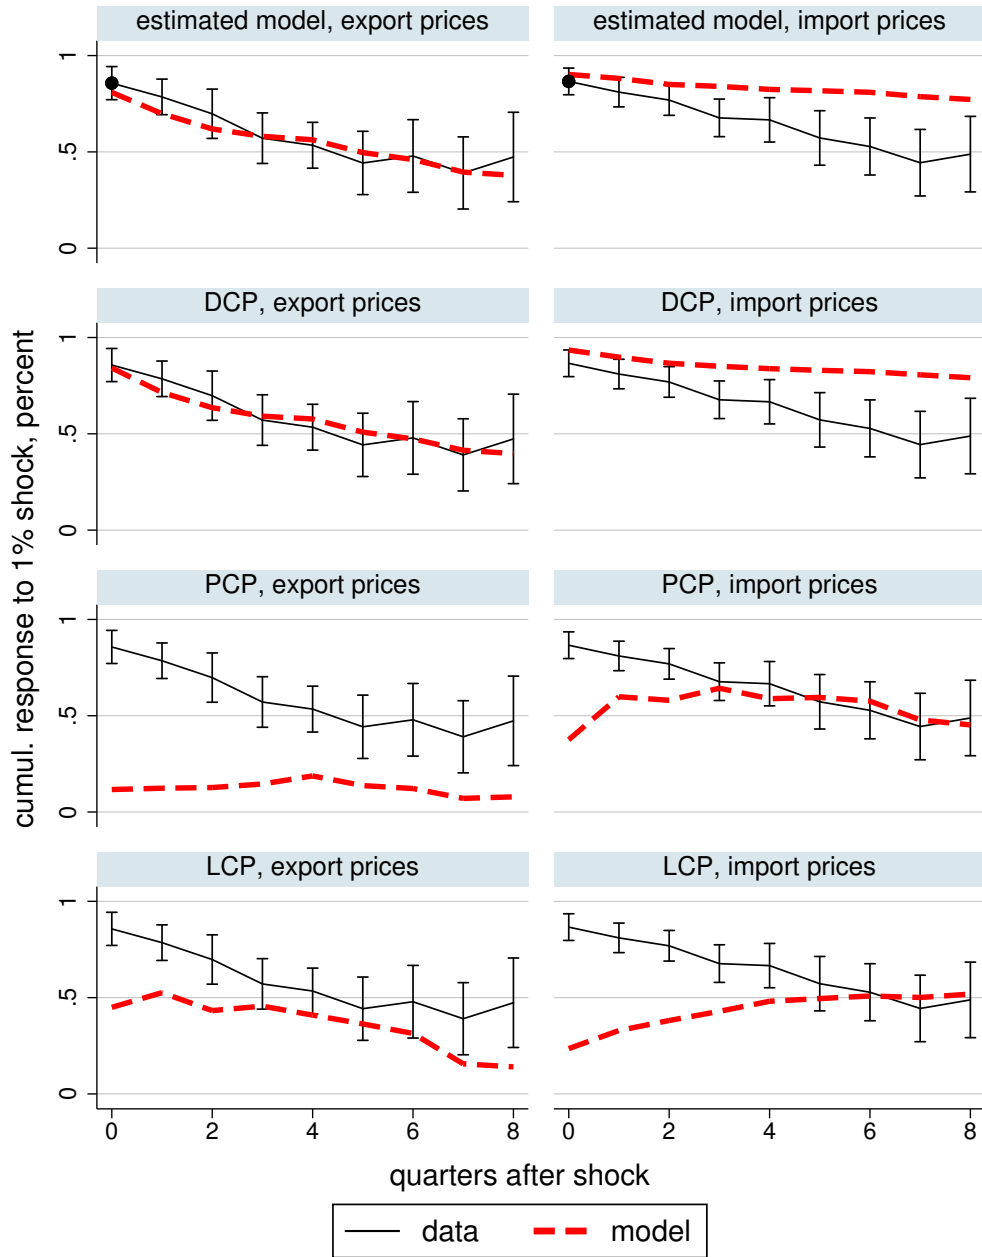 estimated model, export prices
estimated model, import prices
1
.5
0
DCP, export prices
DCP, import prices
1
.5
0
PCP, export prices
PCP, import prices
1
.5
0
LCP, export prices
LCP, import prices
1
.5
0
0 2 4 6 8
0 2 4 6 8
cumul. response to 1% shock, percent
quarters after shock
data model